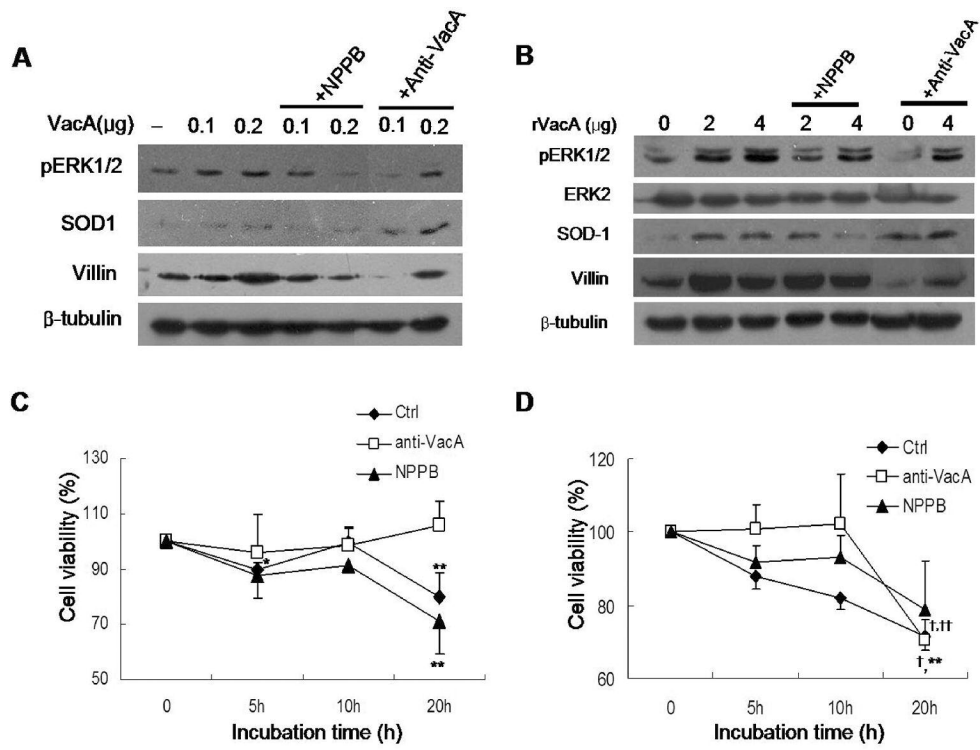 A
+NPPB
+Anti-VacA
VacA(μg) – 0.1 0.2 0.1 0.2 0.1 0.2
pERK1/2
SOD1
Villin
β-tubulin
B
+NPPB
+Anti-VacA
rVacA (μg) 0 2 4 2 4 0 4
pERK1/2
ERK2
SOD-1
Villin
β-tubulin
C
Ctrl
anti-VacA
NPPB
Cell viability (%)
130
110
90
70
50
*
**
**
0 5h 10h 20h
Incubation time (h)
D
Ctrl
anti-VacA
NPPB
Cell viability (%)
120
100
80
60
†,††
†,**
0 5h 10h 20h
Incubation time (h)